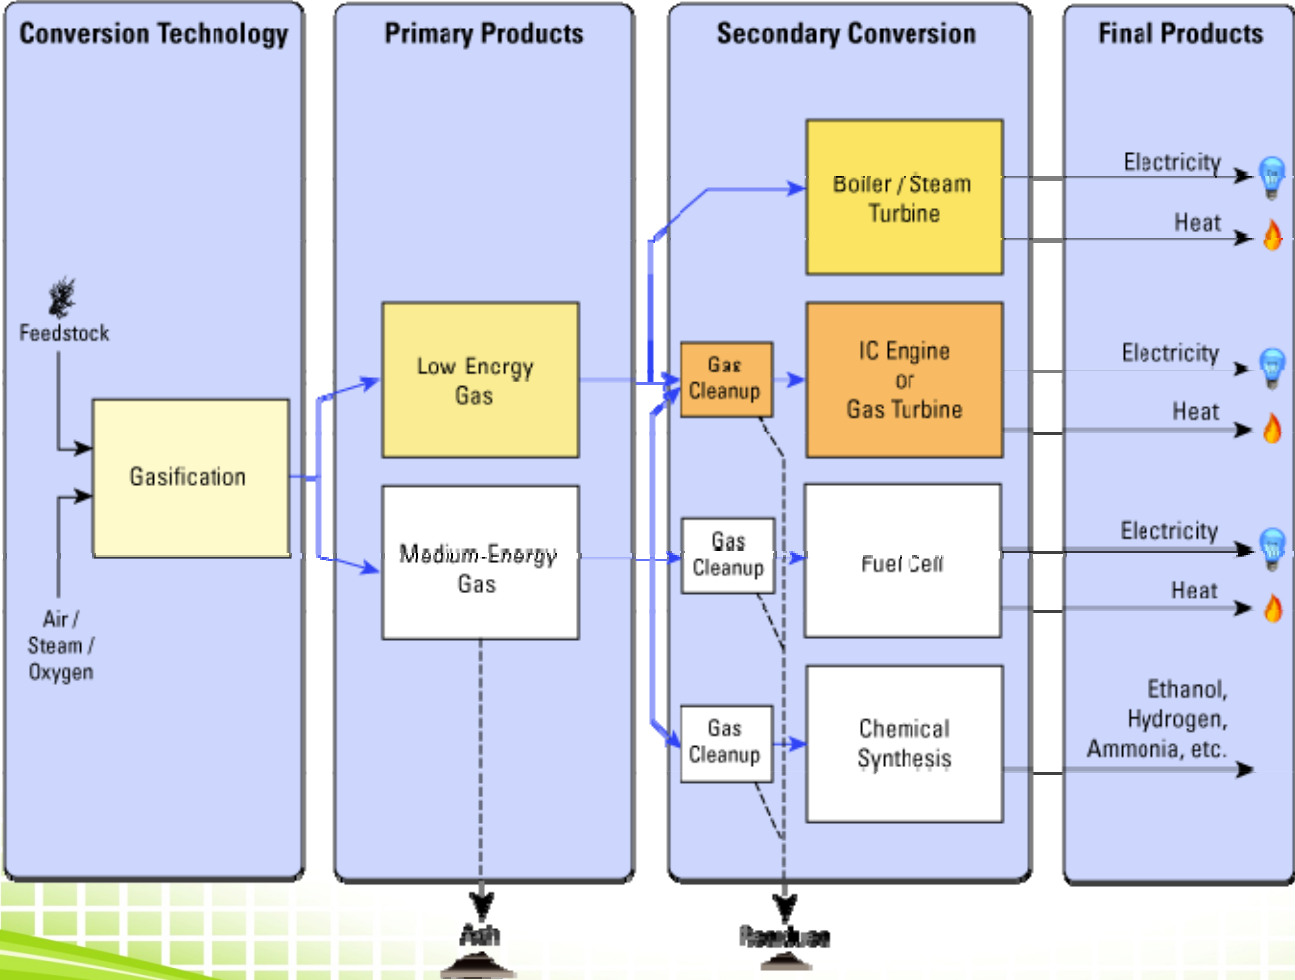 Conversion Technology
Primary Products
Secondary Conversion
Final Products
Feedstock
Gasification
Air /
Steam /
Oxygen
Low Energy
Gas
Medium-Energy
Gas
Ash
Boiler / Steam
Turbine
Gas
Cleanup
IC Engine
or
Gas Turbine
Gas
Cleanup
Fuel Cell
Gas
Cleanup
Chemical
Synthesis
Residues
Electricity
Heat
Electricity
Heat
Electricity
Heat
Ethanol,
Hydrogen,
Ammonia, etc.